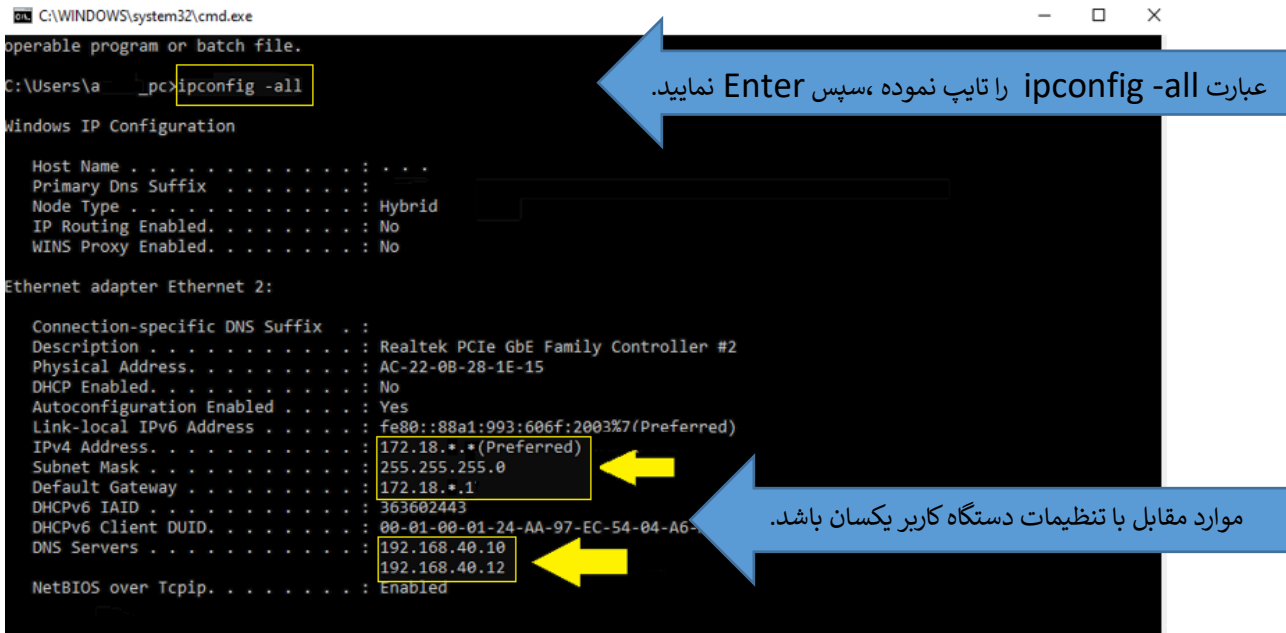 C:\WINDOWS\system32\cmd.exe
operable program or batch file.
C:\Users\a _pc>ipconfig -all
عبارت ipconfig -all را تایپ نموده ،سپس Enter نمایید.
Windows IP Configuration
Host Name . . . . . . . . . . . . : . . .
Primary Dns Suffix . . . . . . . :
Node Type . . . . . . . . . . . . : Hybrid
IP Routing Enabled. . . . . . . . : No
WINS Proxy Enabled. . . . . . . . : No
Ethernet adapter Ethernet 2:
Connection-specific DNS Suffix . :
Description . . . . . . . . . . . : Realtek PCIe GbE Family Controller #2
Physical Address. . . . . . . . . : AC-22-0B-28-1E-15
DHCP Enabled. . . . . . . . . . . : No
Autoconfiguration Enabled . . . . : Yes
Link-local IPv6 Address . . . . . : fe80::88a1:993:606f:2003%7(Preferred)
IPv4 Address. . . . . . . . . . . : 172.18.*.*(Preferred)
Subnet Mask . . . . . . . . . . . : 255.255.255.0
Default Gateway . . . . . . . . . : 172.18.*.1
DHCPv6 IAID . . . . . . . . . . . : 363602443
DHCPv6 Client DUID. . . . . . . . : 00-01-00-01-24-AA-97-EC-54-04-A6-
موارد مقابل با تنظیمات دستگاه کاربر یکسان باشد.
DNS Servers . . . . . . . . . . . : 192.168.40.10
192.168.40.12
NetBIOS over Tcpip. . . . . . . . : Enabled